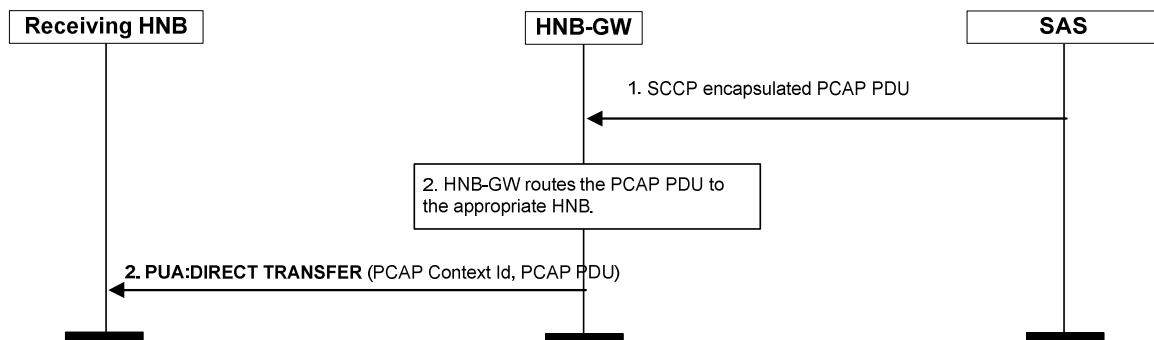 Receiving HNB
HNB-GW
SAS
1. SCCP encapsulated PCAP PDU
2. HNB-GW routes the PCAP PDU to
the appropriate HNB.
2. PUA:DIRECT TRANSFER (PCAP Context Id, PCAP PDU)